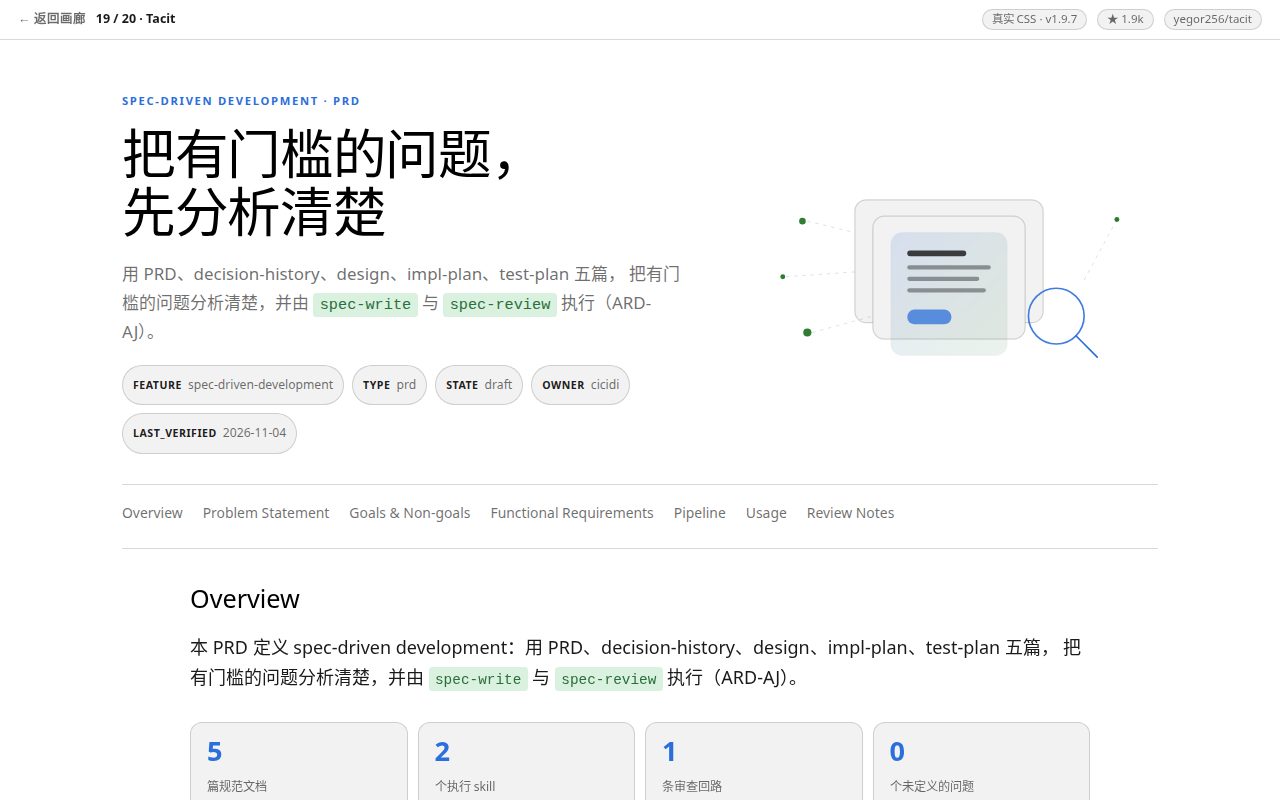 ← 返回画廊 19 / 20 · Tacit
真实 CSS · v1.9.7 ★ 1.9k yegor256/tacit
SPEC-DRIVEN DEVELOPMENT · PRD
把有门槛的问题，
先分析清楚
用 PRD、decision-history、design、impl-plan、test-plan 五篇， 把有门
槛的问题分析清楚，并由 spec-write 与 spec-review 执行（ARD-
AJ）。
FEATURE spec-driven-development TYPE prd STATE draft OWNER cicidi
LAST_VERIFIED 2026-11-04
Overview Problem Statement Goals & Non-goals Functional Requirements Pipeline Usage Review Notes
Overview
本 PRD 定义 spec-driven development：用 PRD、decision-history、design、impl-plan、test-plan 五篇， 把
有门槛的问题分析清楚，并由 spec-write 与 spec-review 执行（ARD-AJ）。
5 2 1 0
篇规范文档 个执行 skill 条审查回路 个未定义的问题